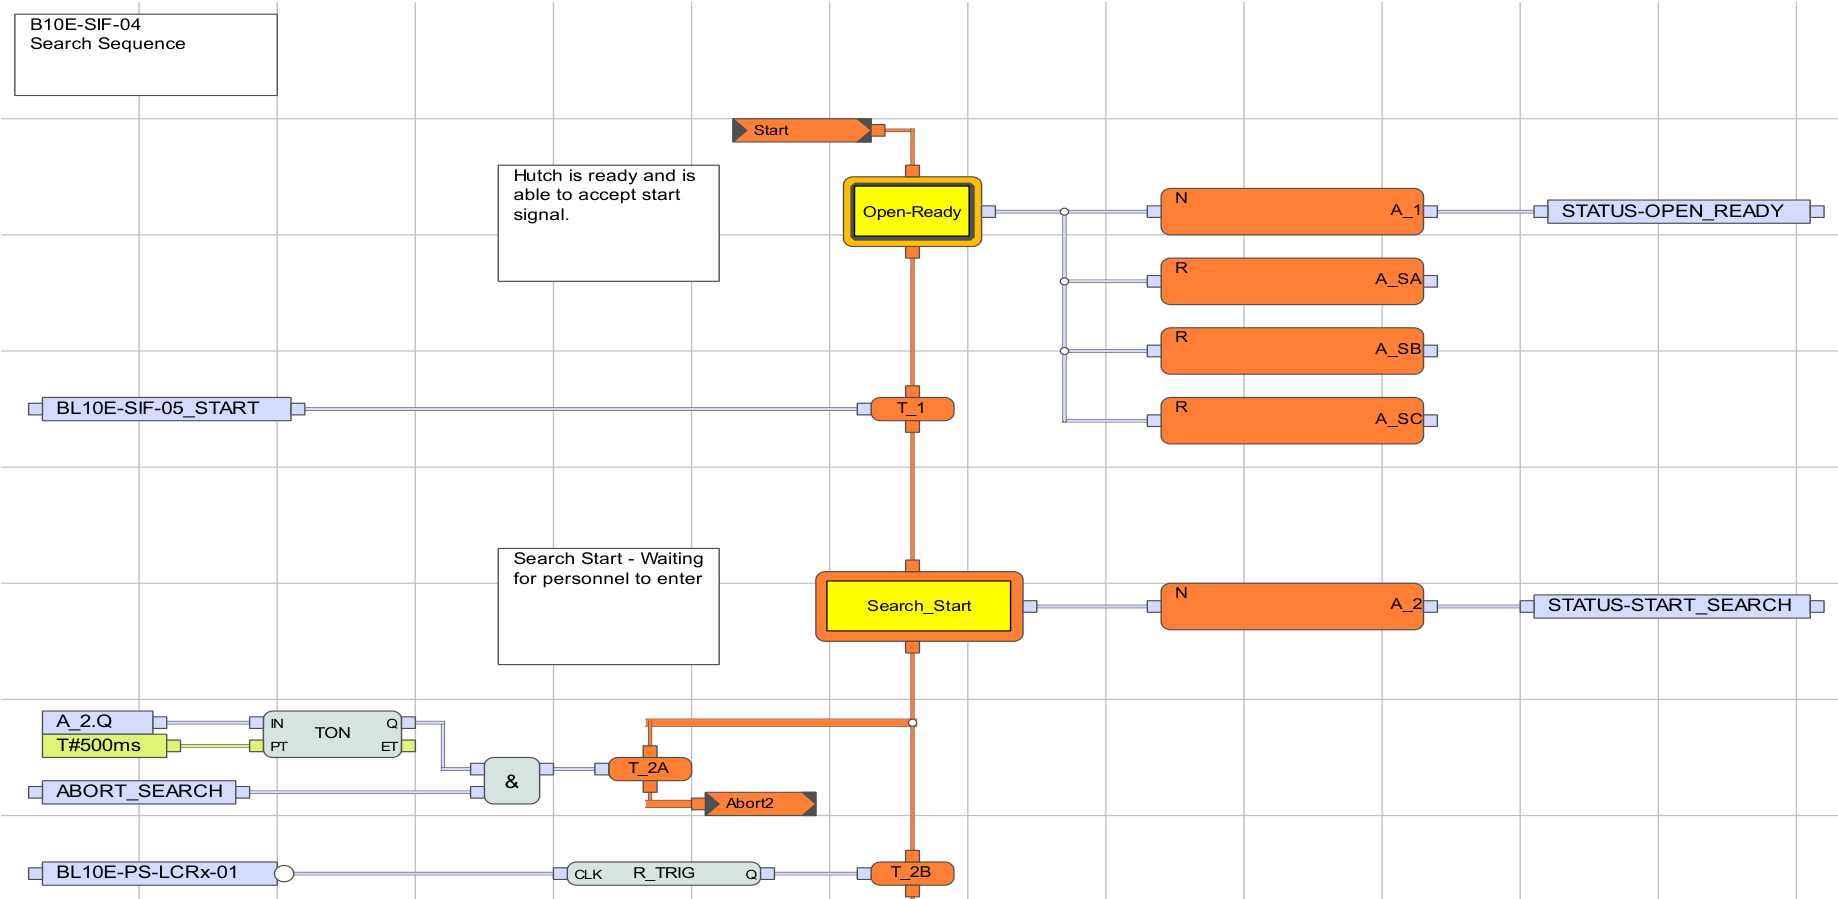 B10E-SIF-04
Search Sequence
Start
Hutch is ready and is
able to accept start
signal.
Open-Ready
N
A_1
STATUS-OPEN_READY
R
A_SA
R
A_SB
R
A_SC
BL10E-SIF-05_START
T_1
Search Start - Waiting
for personnel to enter
Search_Start
N
A_2
STATUS-START_SEARCH
A_2.Q
IN
Q
TON
T#500ms
PT
ET
&
T_2A
ABORT_SEARCH
Abort2
BL10E-PS-LCRx-01
CLK
R_TRIG
Q
T_2B